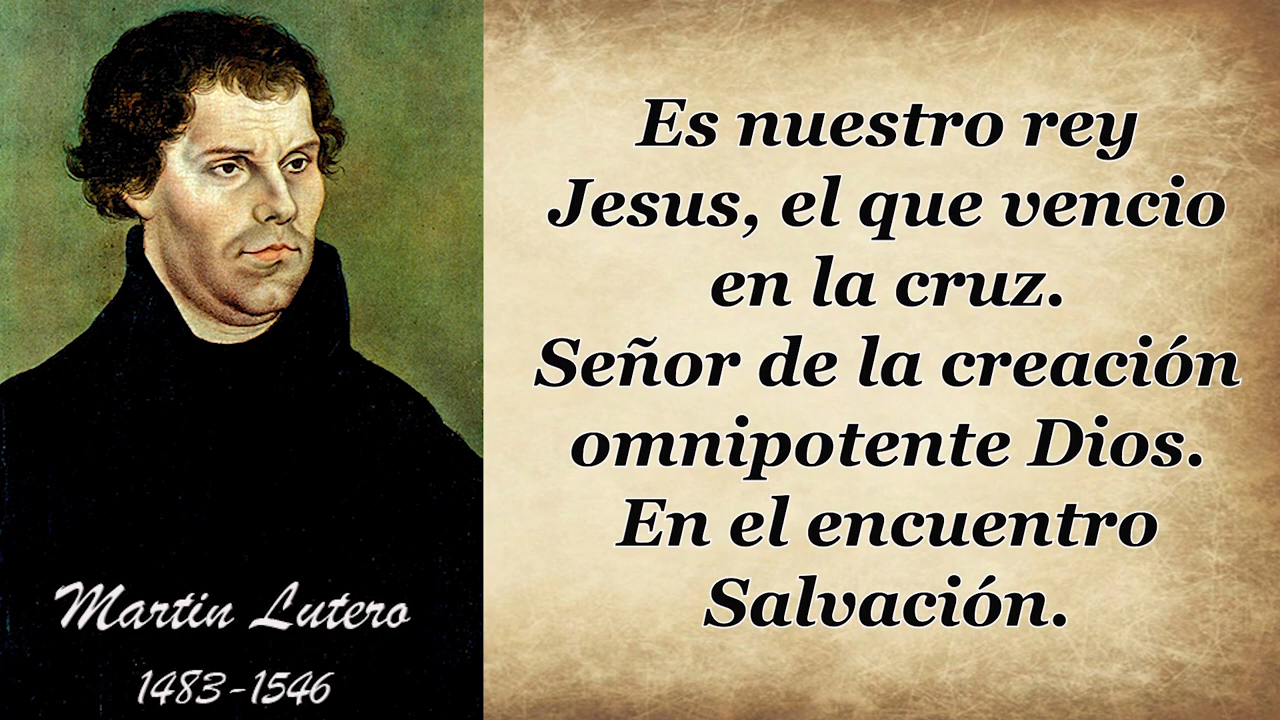 Martin Lutero
1483-1546
Es nuestro rey
Jesus, el que vencio
en la cruz.
Señor de la creación
omnipotente Dios.
En el encuentro
Salvación.